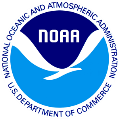 NATIONAL OCEANIC AND ATMOSPHERIC ADMINISTRATION
NOAA
U.S. DEPARTMENT OF COMMERCE